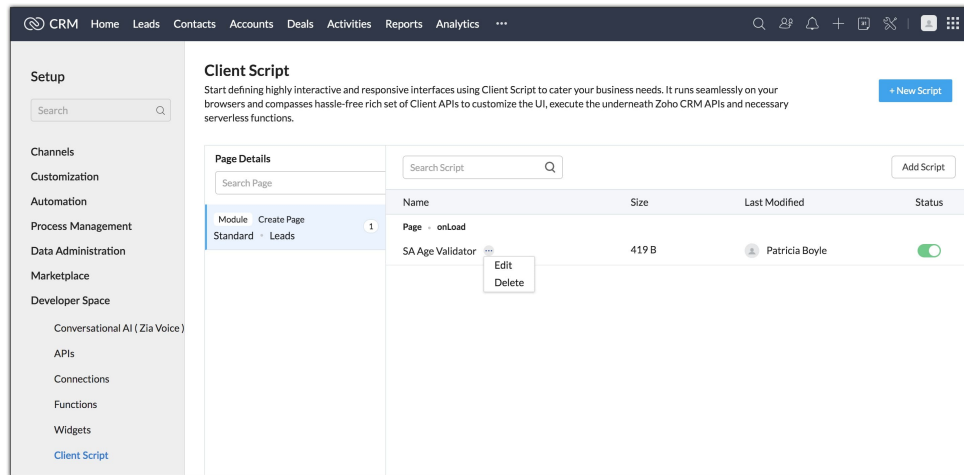 CRM Home Leads Contacts Accounts Deals Activities Reports Analytics
31
Setup
Search
Channels
Customization
Automation
Process Management
Data Administration
Marketplace
Developer Space
Conversational AI ( Zia Voice )
APIs
Connections
Functions
Widgets
Client Script
Client Script
Start defining highly interactive and responsive interfaces using Client Script to cater your business needs. It runs seamlessly on your
browsers and compasses hassle-free rich set of Client APIs to customize the UI, execute the underneath Zoho CRM APIs and necessary
serverless functions.
+ New Script
Page Details
Search Page
Module Create Page
Standard Leads
1
Search Script
Add Script
Name Size Last Modified Status
Page onLoad
SA Age Validator 419 B Patricia Boyle
Edit
Delete